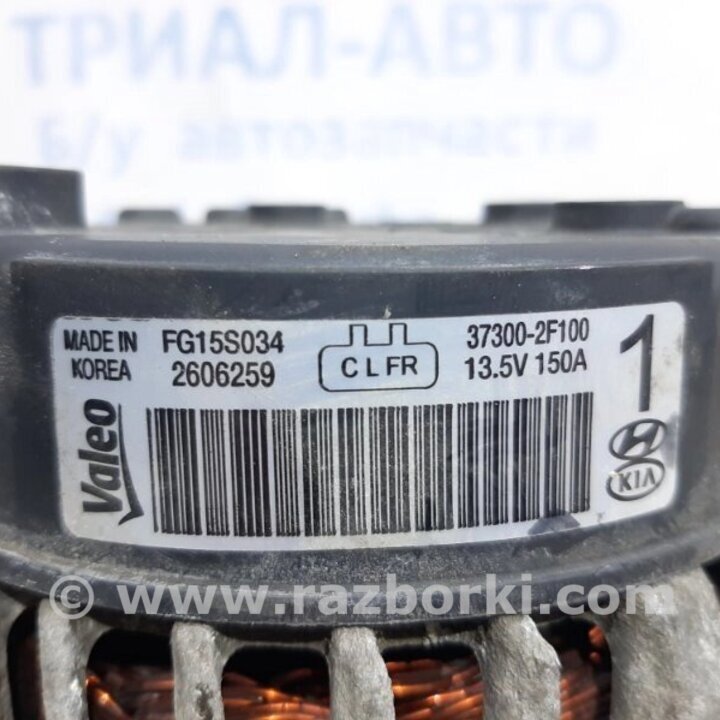 ТРИАЛ-АВТО
Б/у автозапчасти
MADE IN KOREA
FG15S034
2606259
C L FR
37300-2F100
13.5V 150A
1
Valeo
KIA
© www.razborki.com